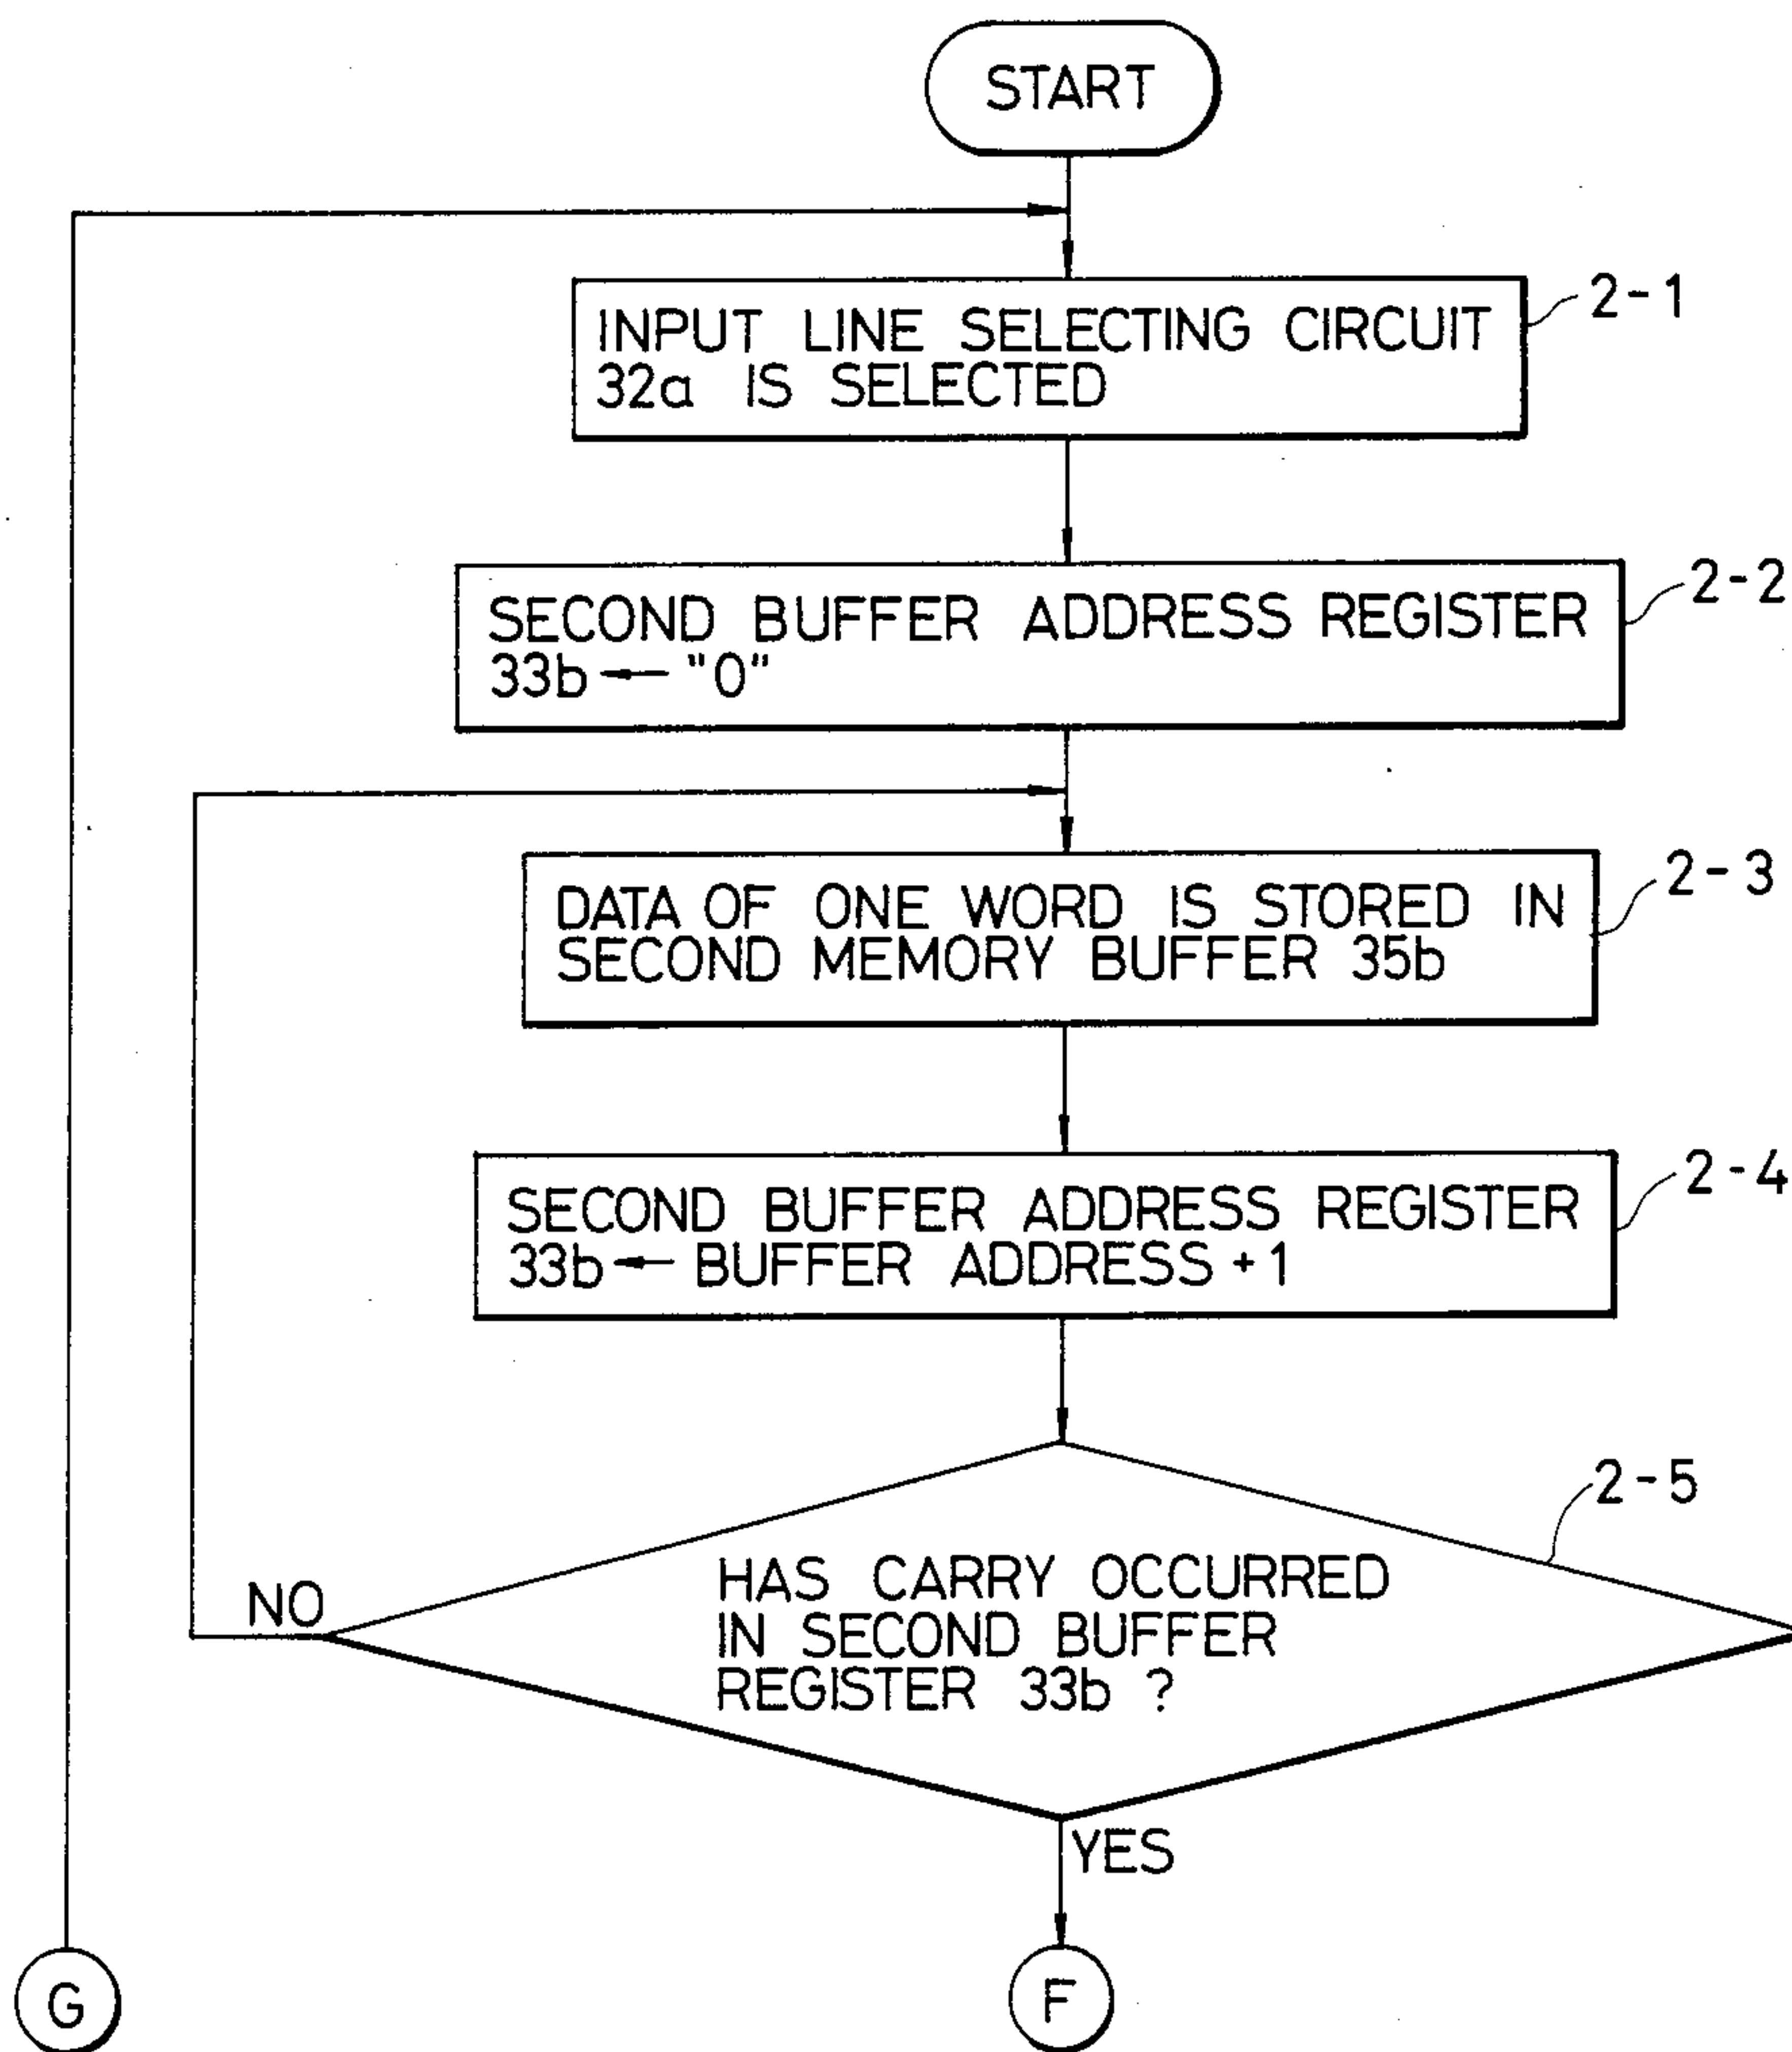 START
2-1
INPUT LINE SELECTING CIRCUIT
32a IS SELECTED
2-2
SECOND BUFFER ADDRESS REGISTER
33b ← "0"
2-3
DATA OF ONE WORD IS STORED IN
SECOND MEMORY BUFFER 35b
2-4
SECOND BUFFER ADDRESS REGISTER
33b ← BUFFER ADDRESS +1
2-5
HAS CARRY OCCURRED
IN SECOND BUFFER
REGISTER 33b ?
NO
YES
G
F